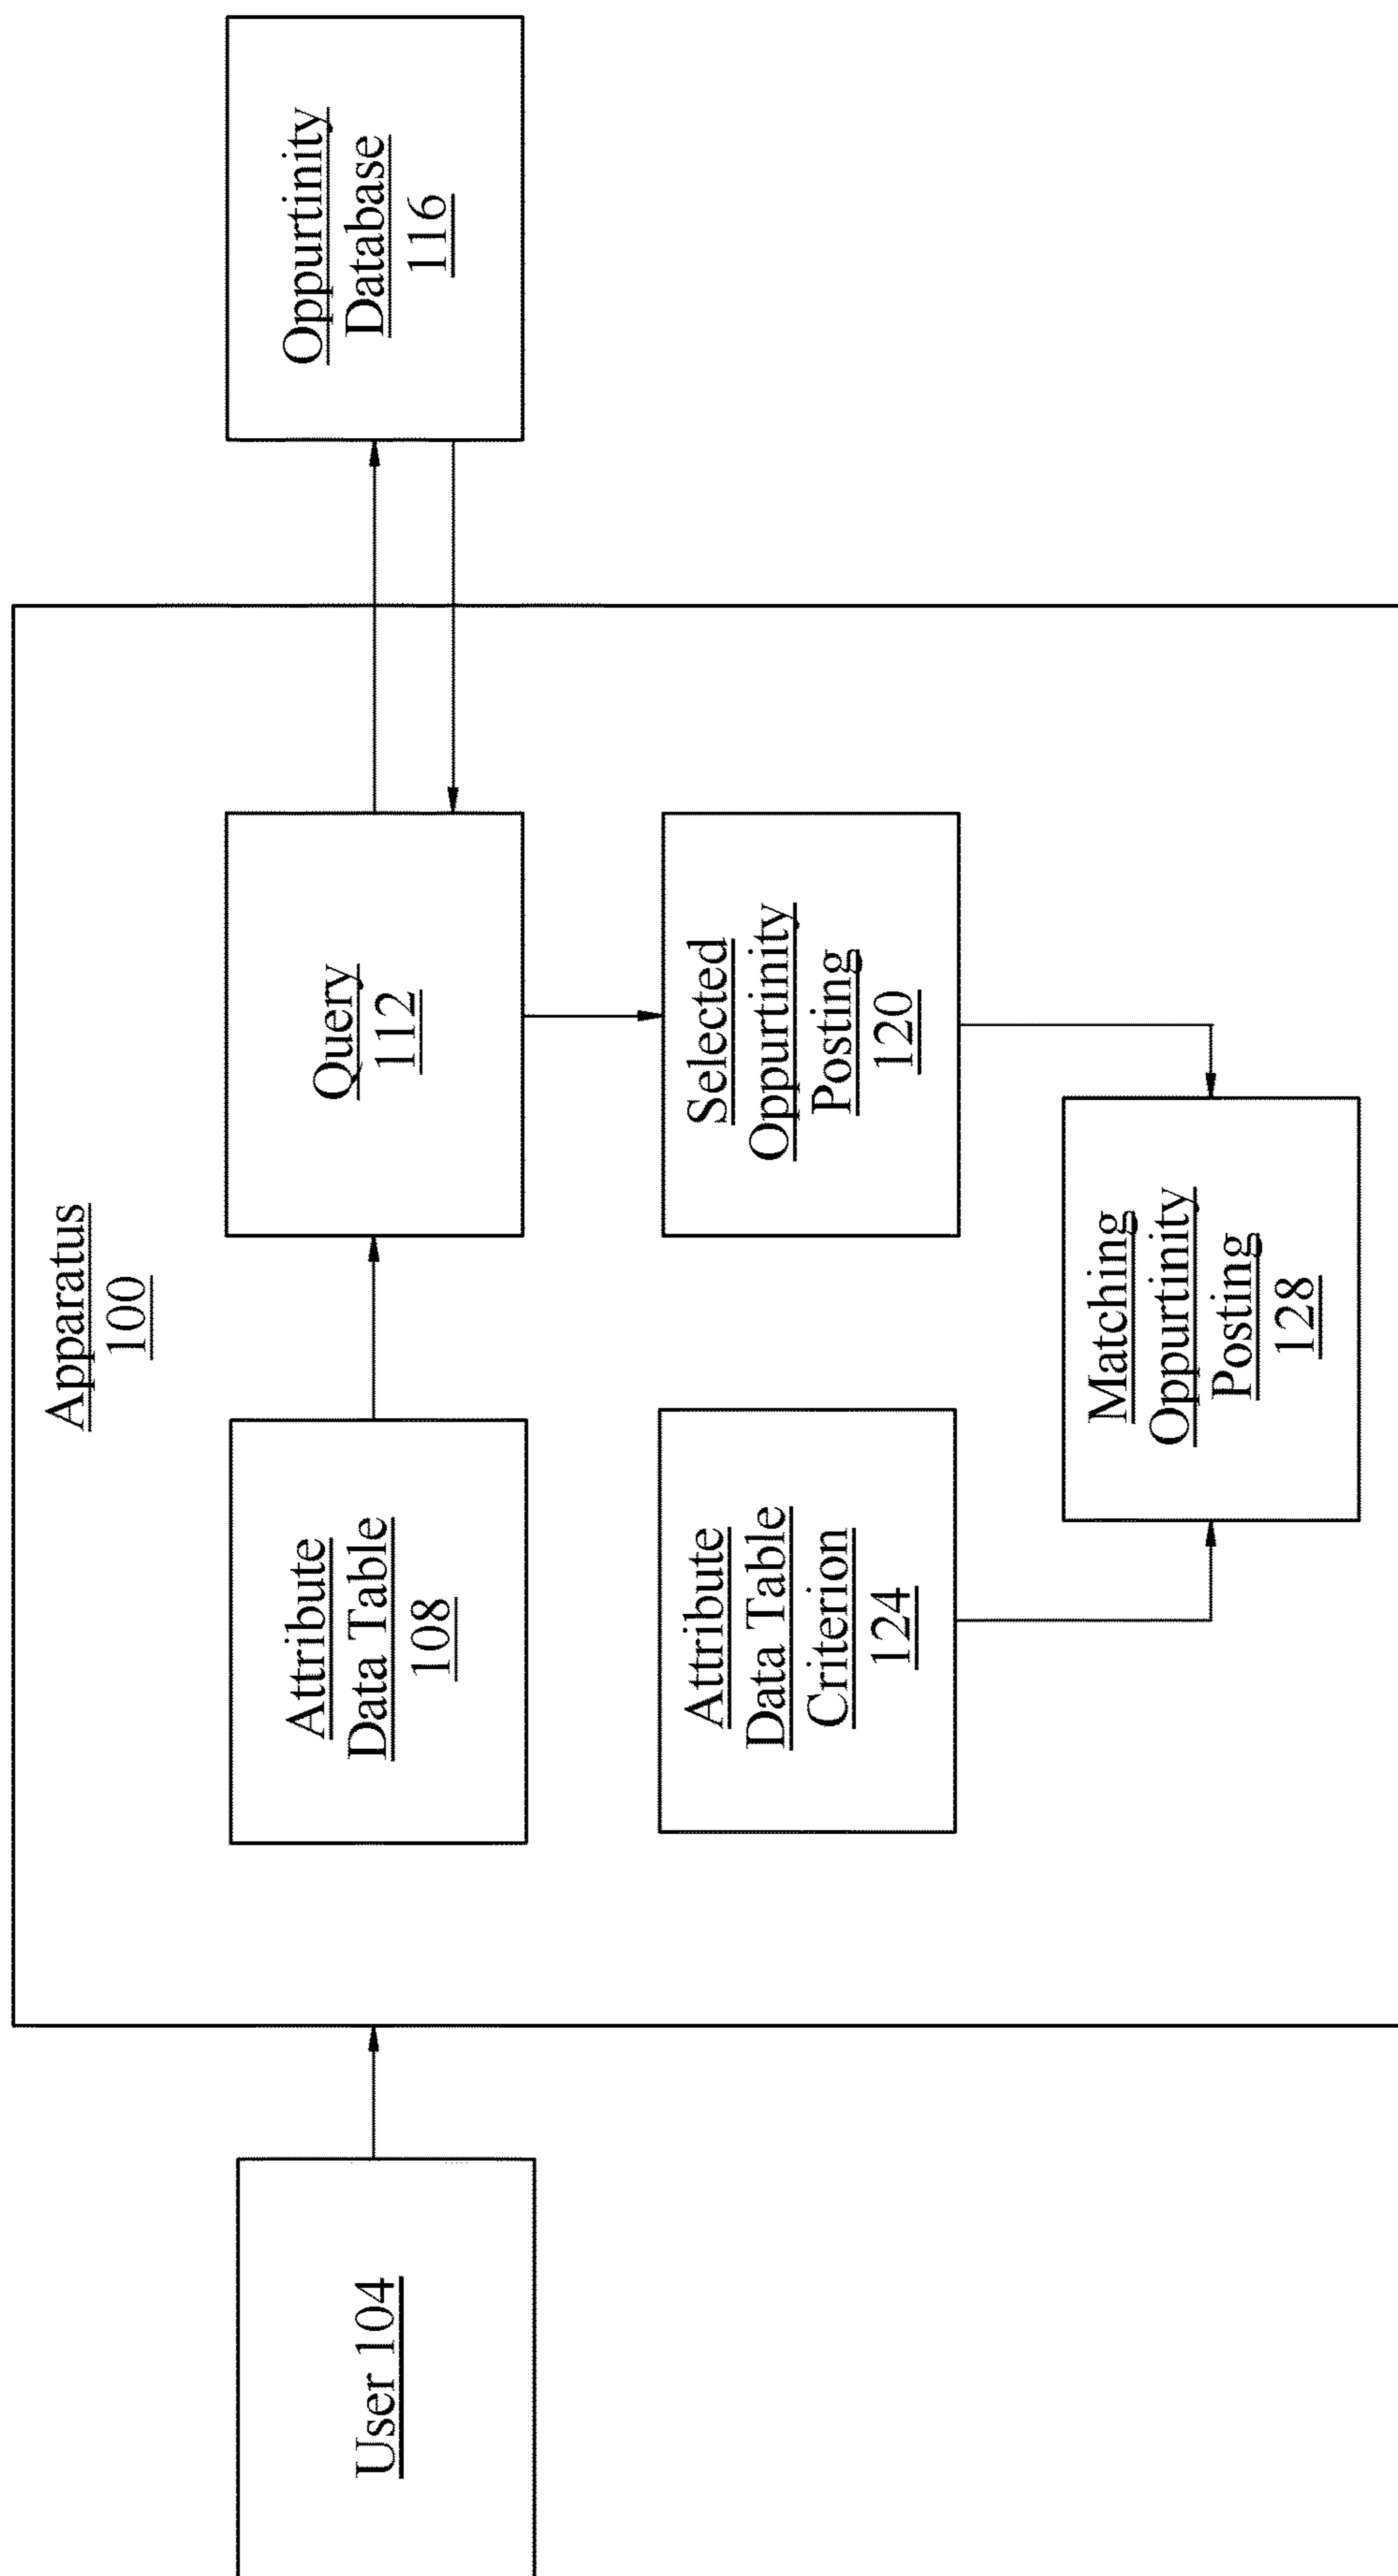 Apparatus
100
User 104
Attribute
Data Table
108
Query
112
Oppurtinity
Database
116
Attribute
Data Table
Criterion
124
Selected
Oppurtinity
Posting
120
Matching
Oppurtinity
Posting
128